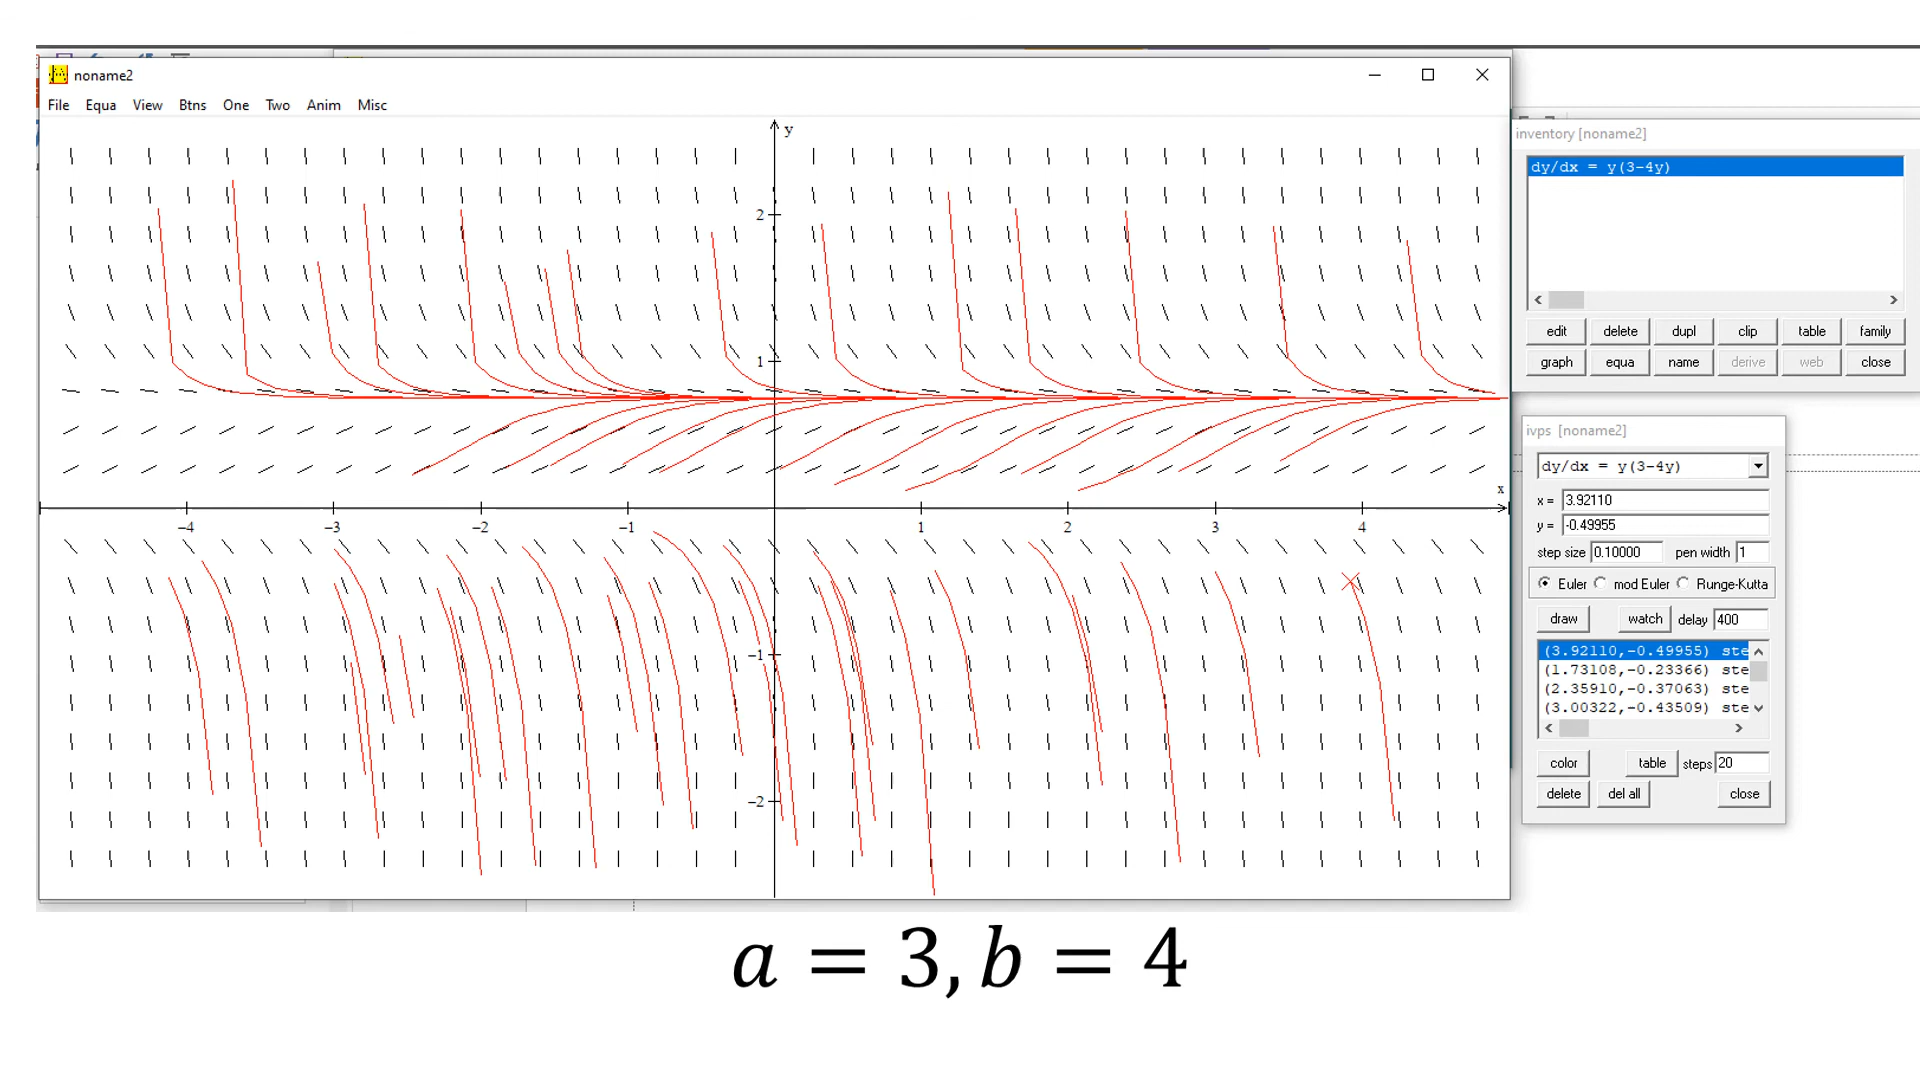 noname2
File Equa View Btns One Two Anim Misc
y
2
1
x
−4 −3 −2 −1 1 2 3 4
−1
−2
inventory [noname2]
dy/dx = y(3-4y)
edit delete dupl clip table family
graph equa name derive web close
ivps [noname2]
dy/dx = y(3-4y)
x = 3.92110
y = -0.49955
step size 0.10000 pen width 1
Euler mod Euler Runge-Kutta
draw watch delay 400
(3.92110,-0.49955) ste
(1.73108,-0.23366) ste
(2.35910,-0.37063) ste
(3.00322,-0.43509) ste
color table steps 20
delete del all close
a = 3, b = 4